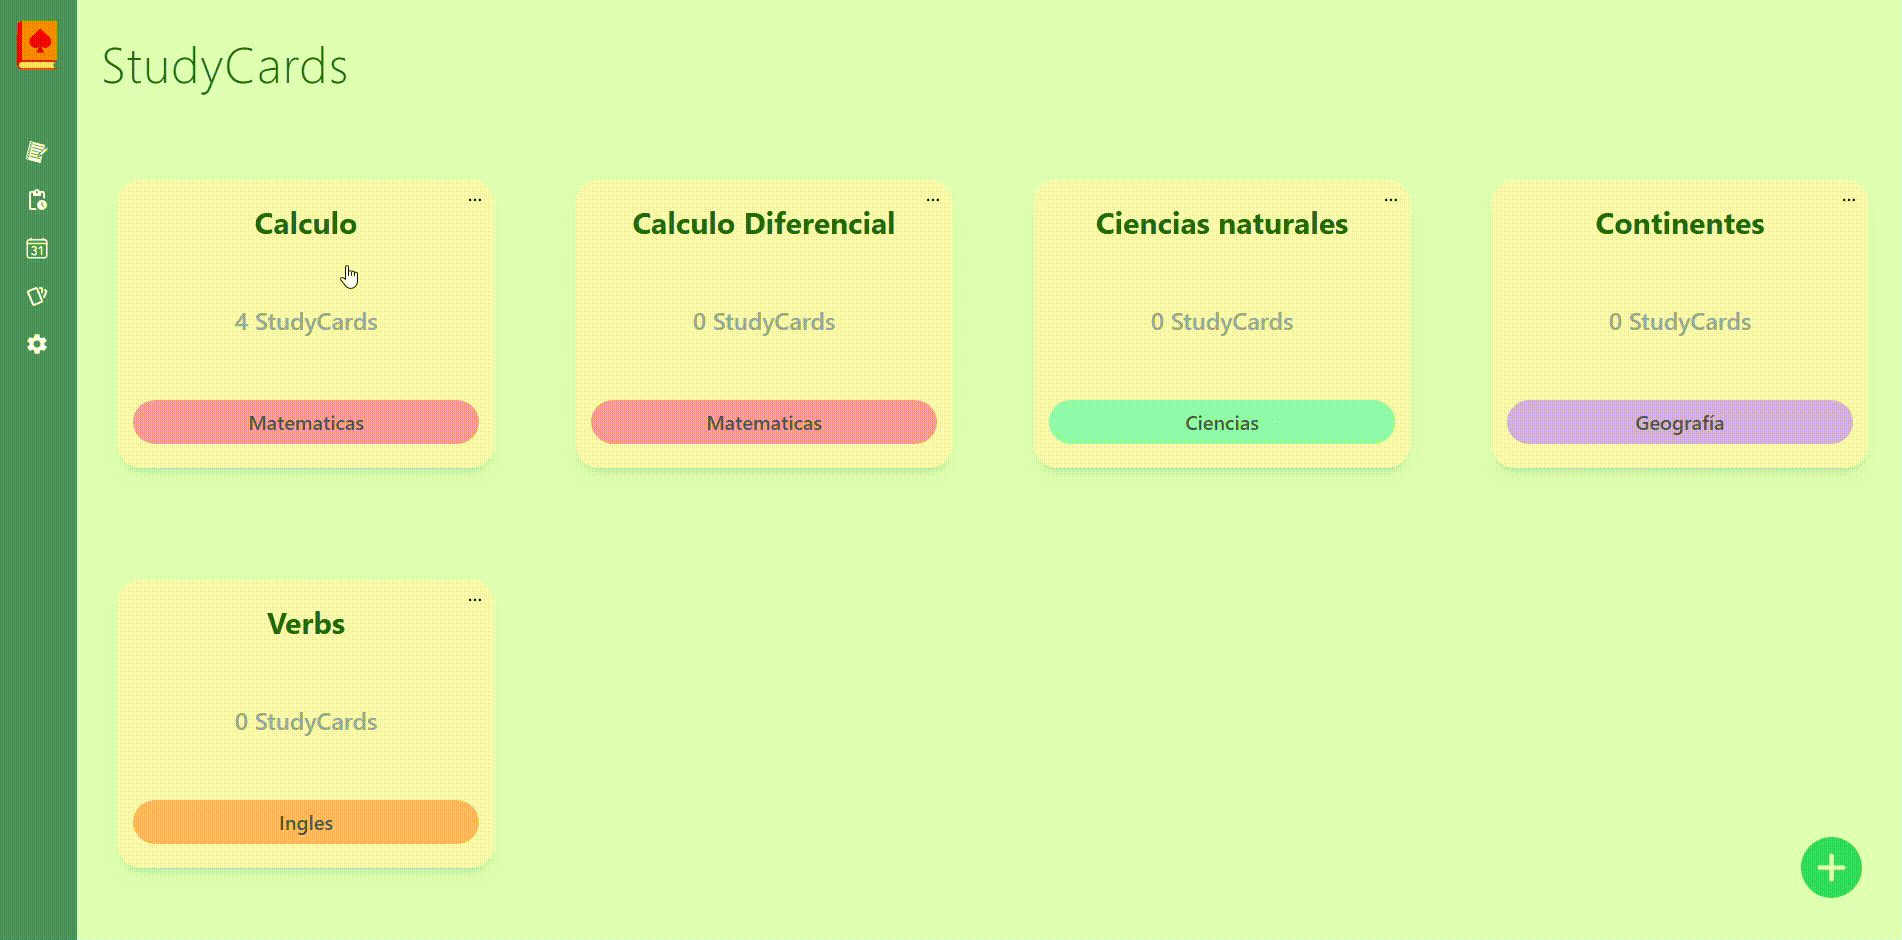 StudyCards
...
Calculo
4 StudyCards
Matematicas
...
Calculo Diferencial
0 StudyCards
Matematicas
...
Ciencias naturales
0 StudyCards
Ciencias
...
Continentes
0 StudyCards
Geografía
...
Verbs
0 StudyCards
Ingles
31